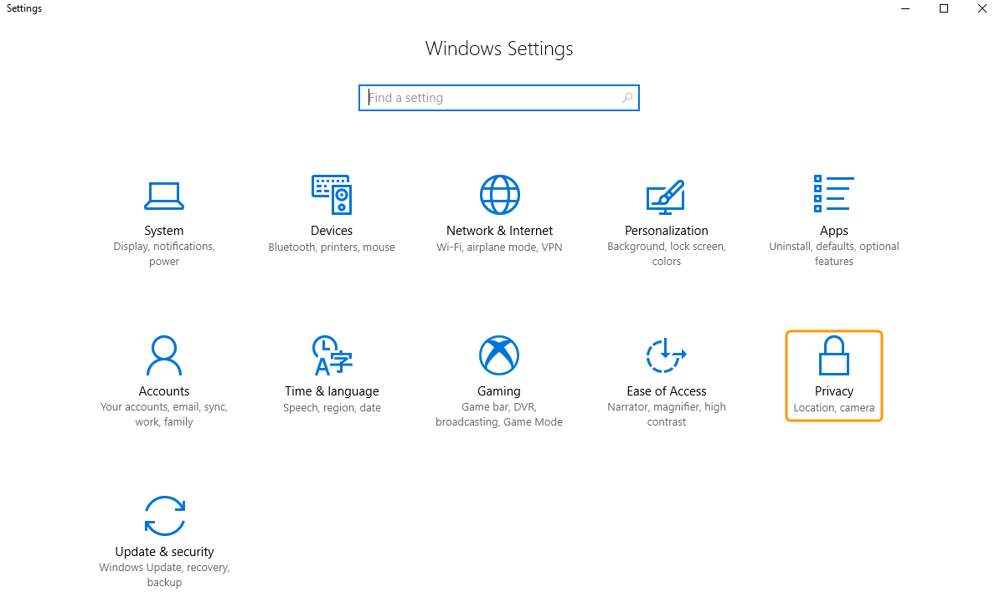 Settings
Windows Settings
Find a setting
System
Display, notifications,
power
Devices
Bluetooth, printers, mouse
Network & Internet
Wi-Fi, airplane mode, VPN
Personalization
Background, lock screen,
colors
Apps
Uninstall, defaults, optional
features
Accounts
Your accounts, email, sync,
work, family
A字
Time & language
Speech, region, date
Gaming
Game bar, DVR,
broadcasting, Game Mode
Ease of Access
Narrator, magnifier, high
contrast
Privacy
Location, camera
Update & security
Windows Update, recovery,
backup